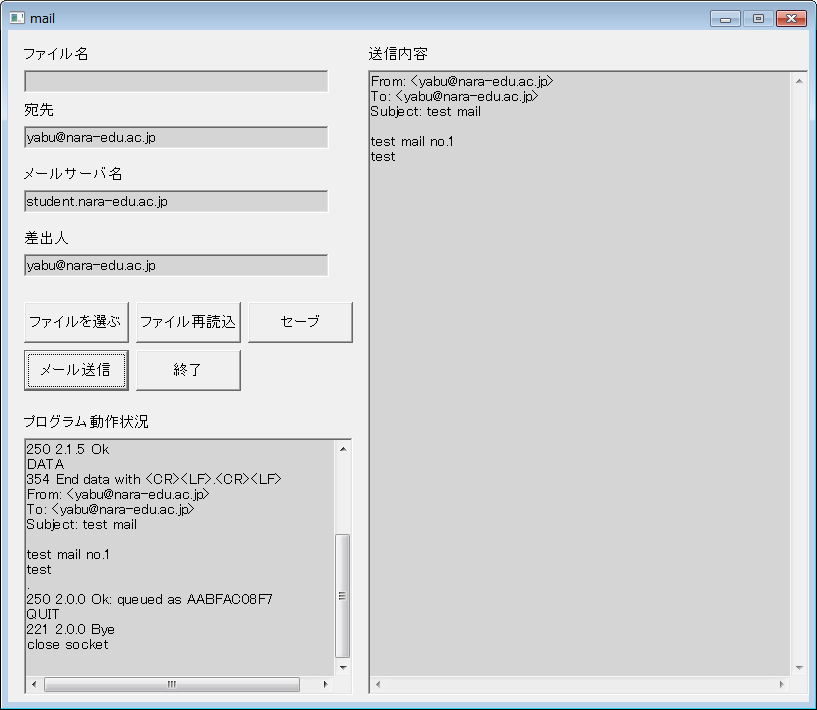 mail
ファイル名
宛先
yabu@nara-edu.ac.jp
メールサーバ名
student.nara-edu.ac.jp
差出人
yabu@nara-edu.ac.jp
ファイルを選ぶ
ファイル再読込
セーブ
メール送信
終了
プログラム動作状況
250 2.1.5 Ok
DATA
354 End data with <CR><LF>.<CR><LF>
From: <yabu@nara-edu.ac.jp>
To: <yabu@nara-edu.ac.jp>
Subject: test mail
test mail no.1
test
.
250 2.0.0 Ok: queued as AABFAC08F7
QUIT
221 2.0.0 Bye
close socket
送信内容
From: <yabu@nara-edu.ac.jp>
To: <yabu@nara-edu.ac.jp>
Subject: test mail
test mail no.1
test